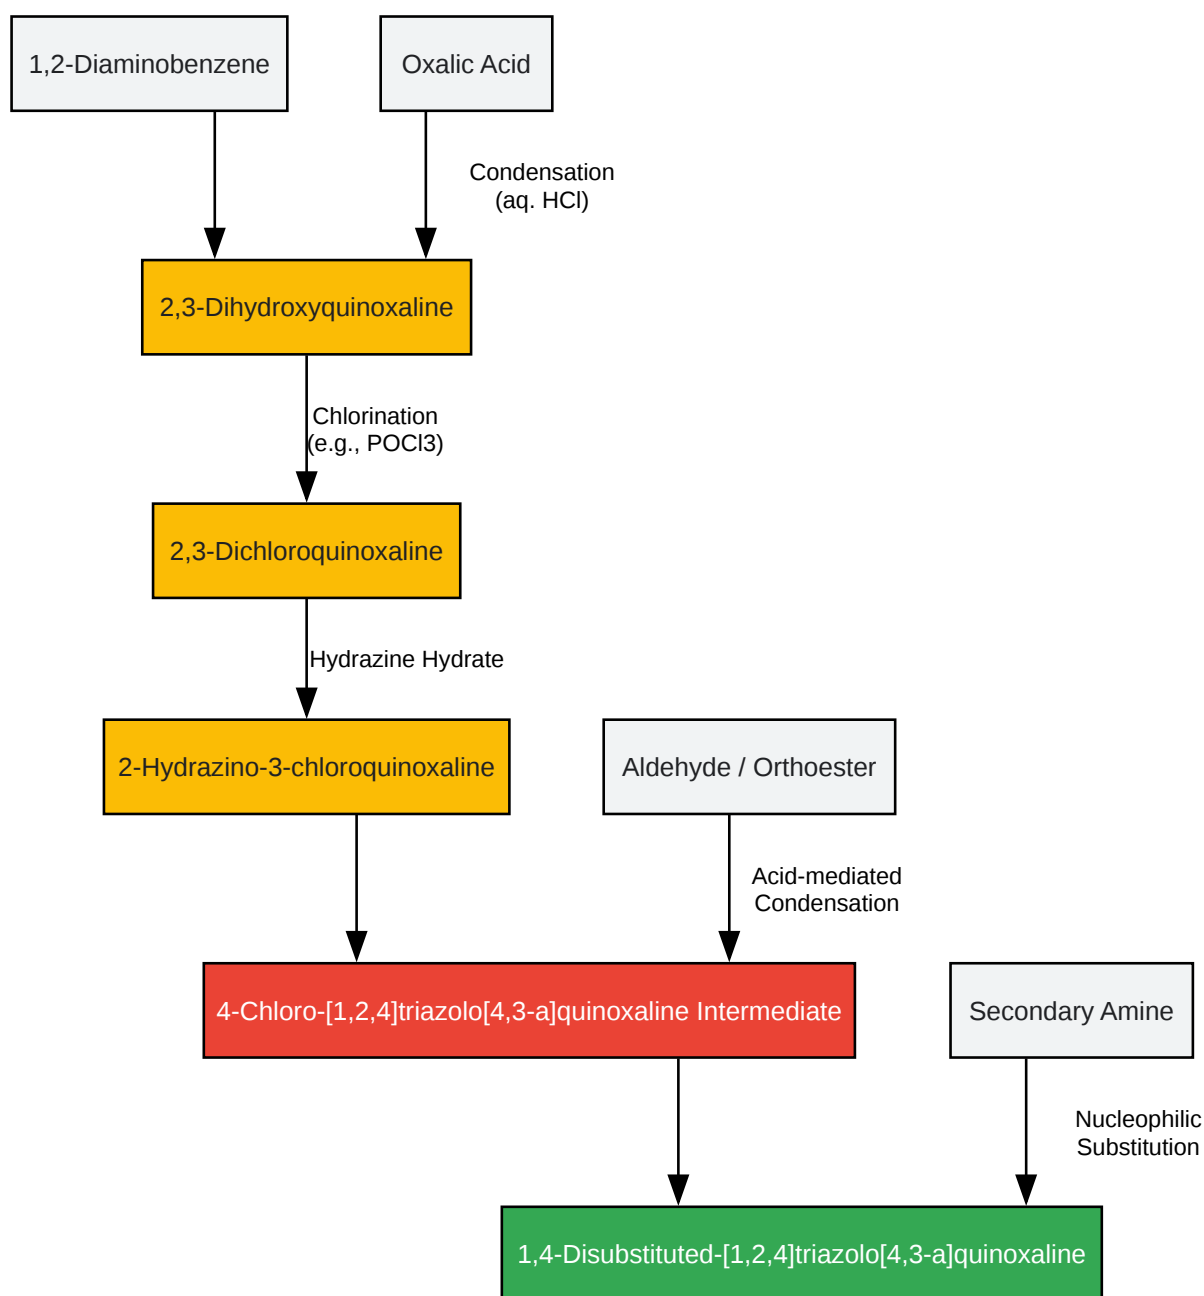 1,2-Diaminobenzene
Oxalic Acid
Condensation
(aq. HCl)
2,3-Dihydroxyquinoxaline
Chlorination
(e.g., POCl3)
2,3-Dichloroquinoxaline
Hydrazine Hydrate
2-Hydrazino-3-chloroquinoxaline
Aldehyde / Orthoester
Acid-mediated
Condensation
4-Chloro-[1,2,4]triazolo[4,3-a]quinoxaline Intermediate
Secondary Amine
Nucleophilic
Substitution
1,4-Disubstituted-[1,2,4]triazolo[4,3-a]quinoxaline